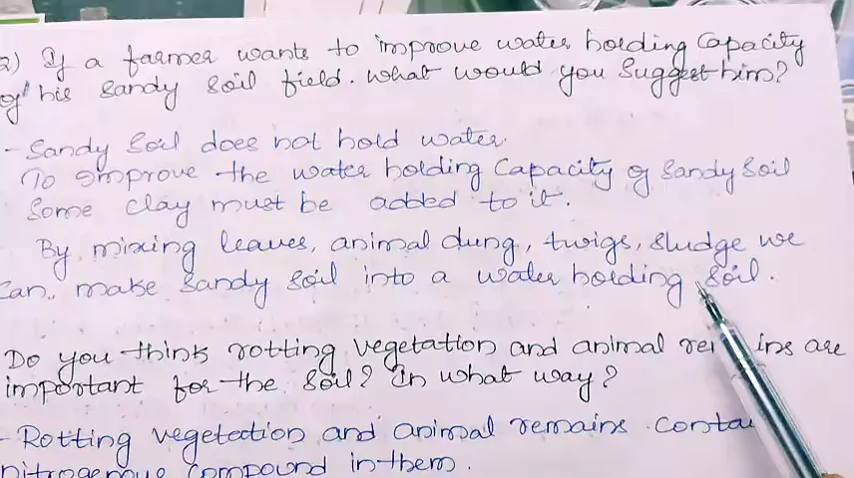 2) If a farmer wants to improve water holding Capacity
of his sandy soil field. what would you Suggest him?
- Sandy Soil does not hold water.
To improve the water holding Capacity of Sandy Soil
Some clay must be added to it.
By mixing leaves, animal dung, twigs, sludge we
can make Sandy Soil into a water holding Soil.
Do you think rotting vegetation and animal remains are
important for the Soil? In what way?
- Rotting vegetation and animal remains conta
nitrogenous compound in them.